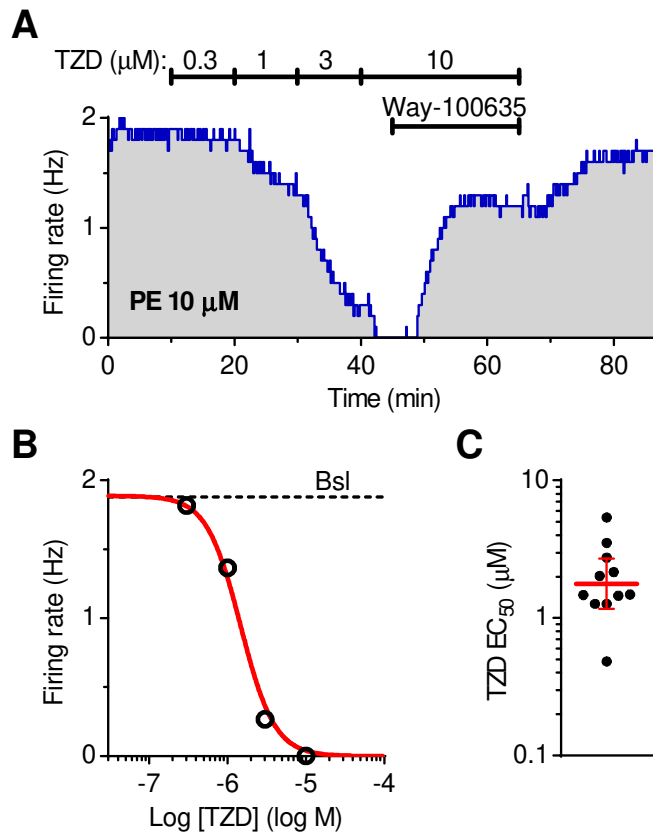 A
TZD (μM): 0.3 1 3 10
Way-100635
Firing rate (Hz)
2
1
0
PE 10 μM
0 20 40 60 80
Time (min)
B
Firing rate (Hz)
2
1
0
Bsl
-7 -6 -5 -4
Log [TZD] (log M)
C
TZD EC50 (μM)
10
1
0.1